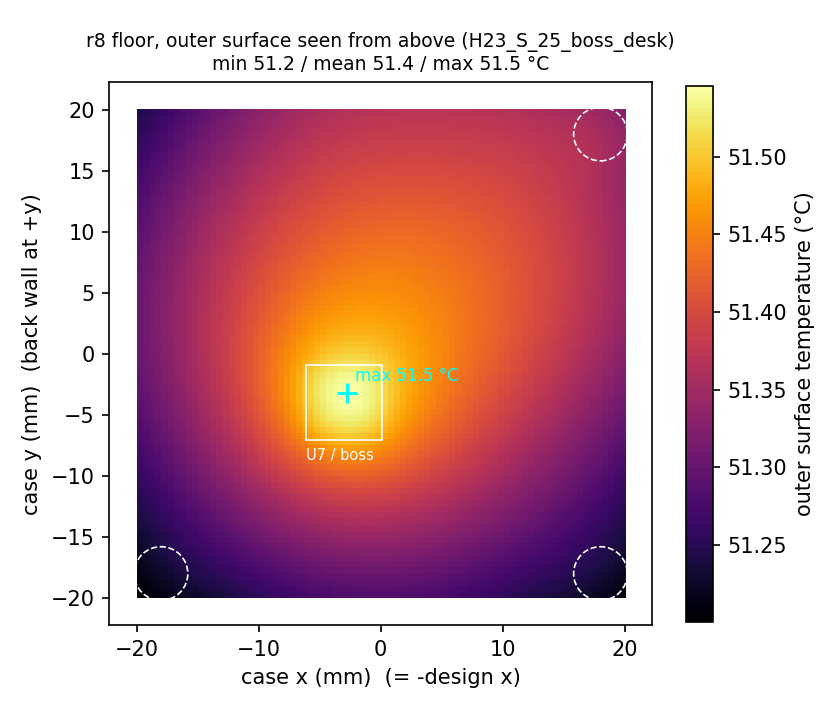 r8 floor, outer surface seen from above (H23_S_25_boss_desk)
min 51.2 / mean 51.4 / max 51.5 °C
20
15
10
5
0
−5
−10
−15
−20
case y (mm)  (back wall at +y)
max 51.5 °C
U7 / boss
−20
−10
0
10
20
case x (mm)  (= -design x)
51.50
51.45
51.40
51.35
51.30
51.25
outer surface temperature (°C)